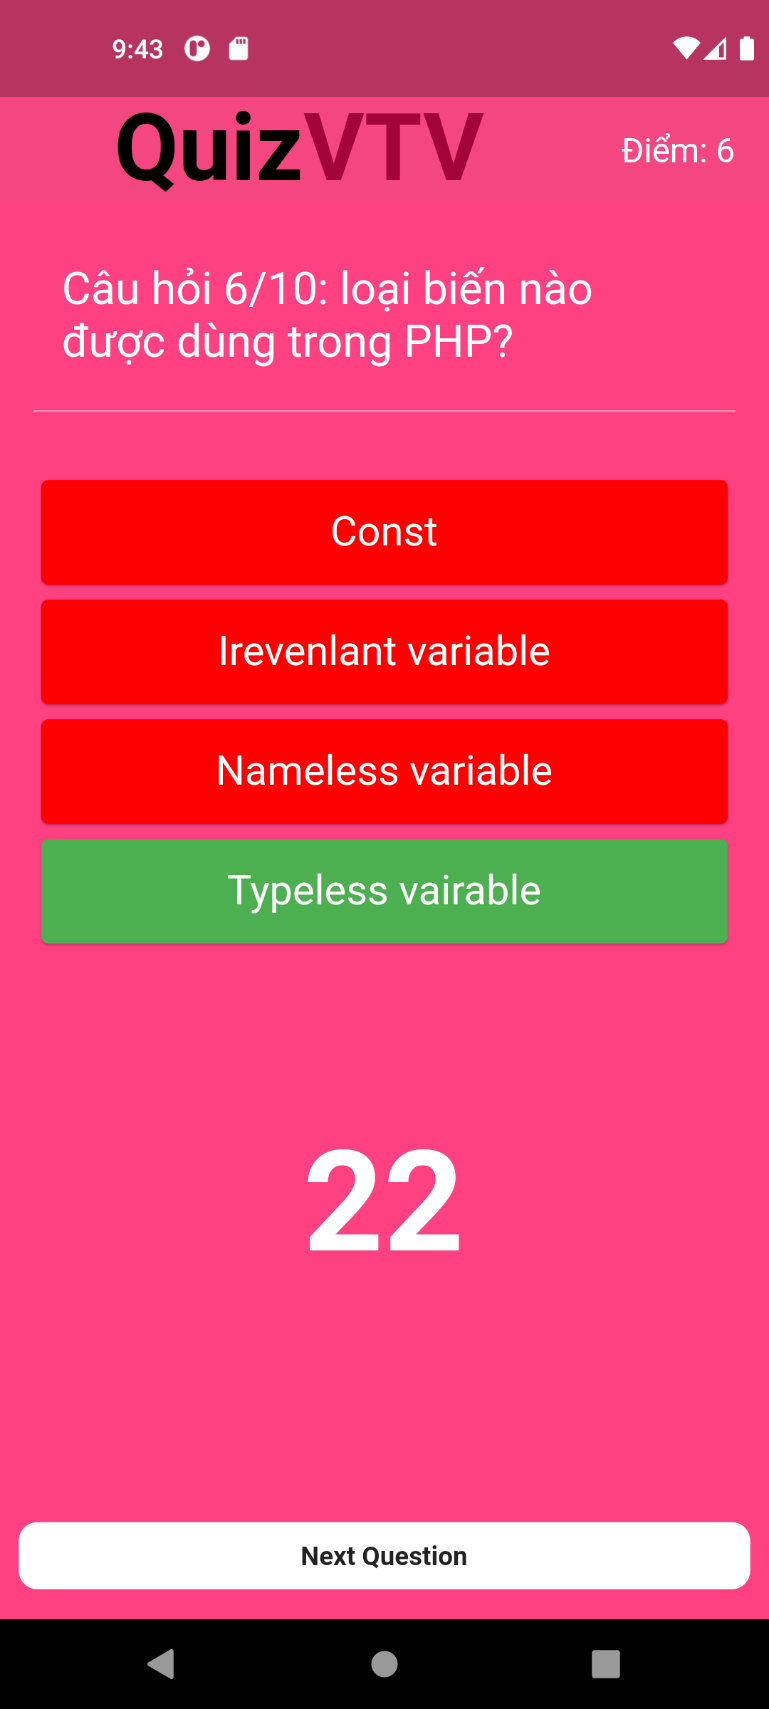 9:43
QuizVTV
Điểm: 6
Câu hỏi 6/10: loại biến nào
được dùng trong PHP?
Const
Irevenlant variable
Nameless variable
Typeless vairable
22
Next Question